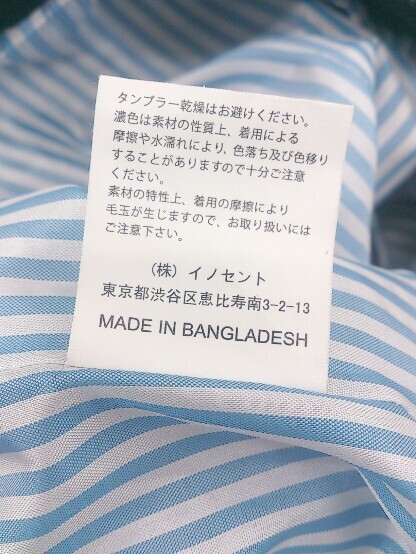 タンブラー乾燥はお避けください。
濃色は素材の性質上、着用による
摩擦や水濡れにより、色落ち及び色移り
することがありますので十分ご注意
ください。
素材の特性上、着用の摩擦により
毛玉が生じますので、お取り扱いには
ご注意下さい。
（株）イノセント
東京都渋谷区恵比寿南3-2-13
MADE IN BANGLADESH